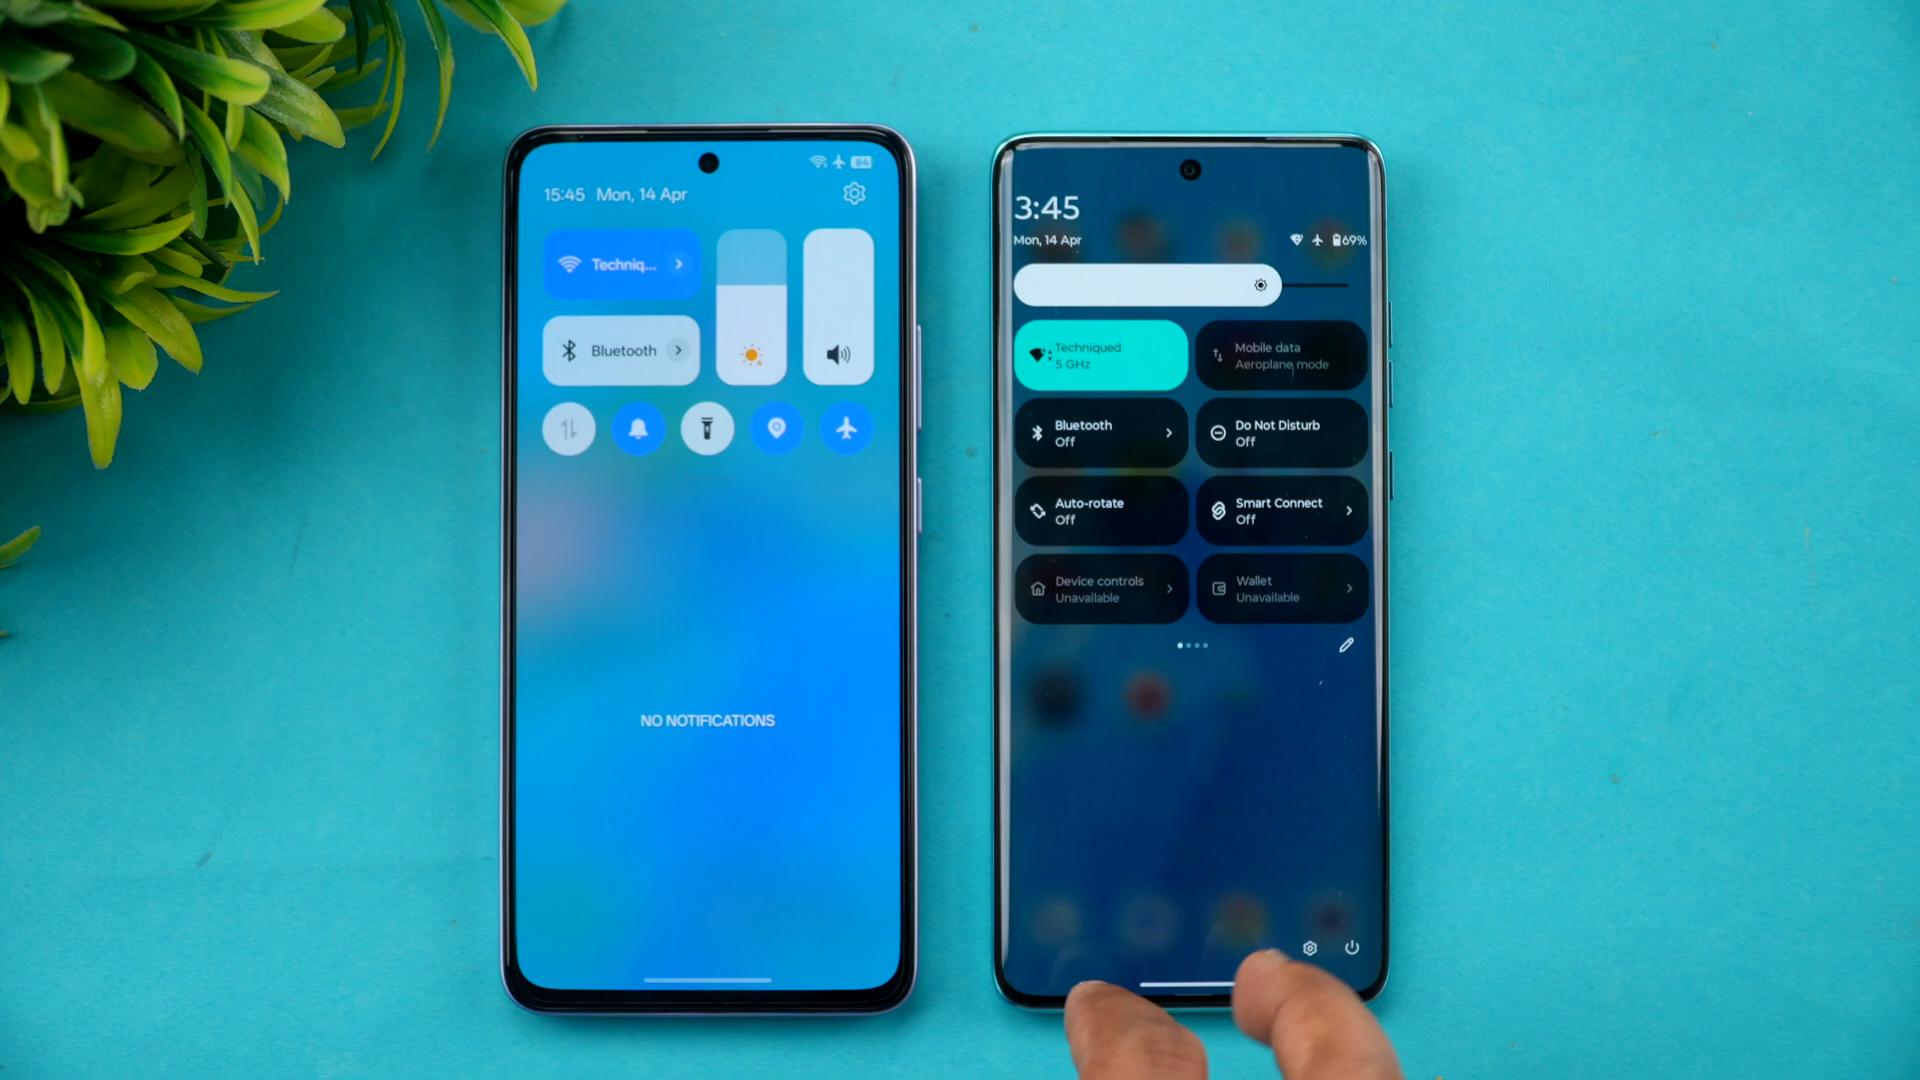 84
15:45 Mon, 14 Apr
Techniq...
Bluetooth
NO NOTIFICATIONS
3:45
Mon, 14 Apr
69%
Techniqued
5 GHz
Mobile data
Aeroplane mode
Bluetooth
Off
Do Not Disturb
Off
Auto-rotate
Off
Smart Connect
Off
Device controls
Unavailable
Wallet
Unavailable